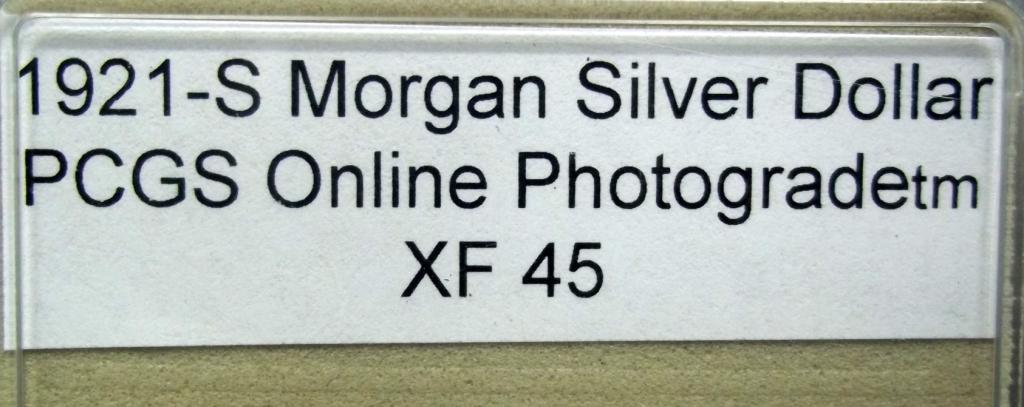 1921-S Morgan Silver Dollar
PCGS Online Photogradetm
XF 45